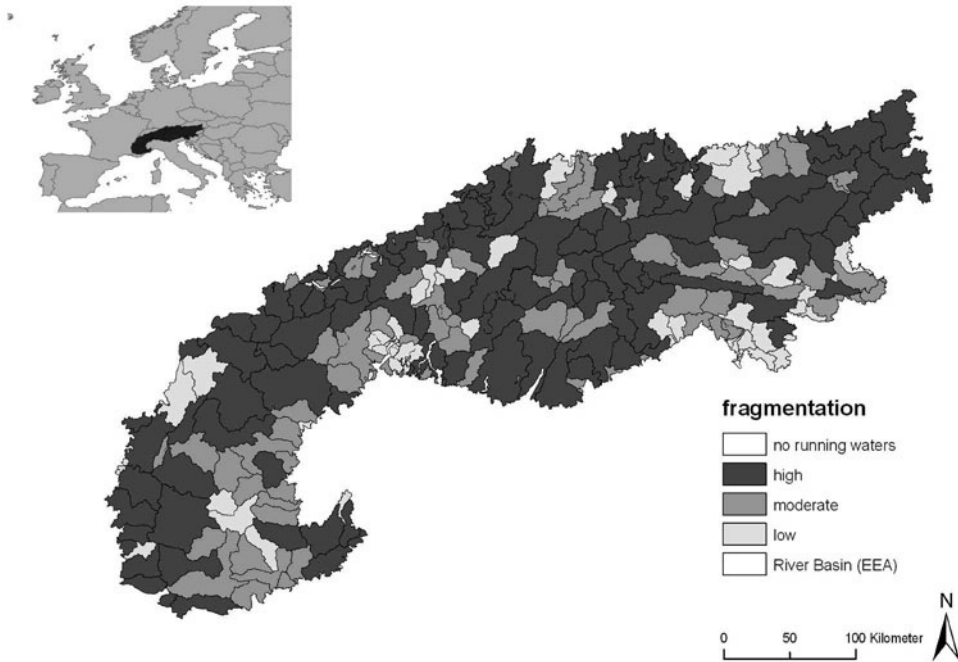 fragmentation
no running waters
high
moderate
low
River Basin (EEA)
N
0 50 100 Kilometer